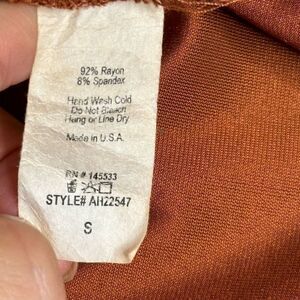 92% Rayon
8% Spandex
Hand Wash Cold
Do Not Bleach
Hang or Line Dry
Made in U.S.A.
RN # 145533
STYLE# AH22547
S